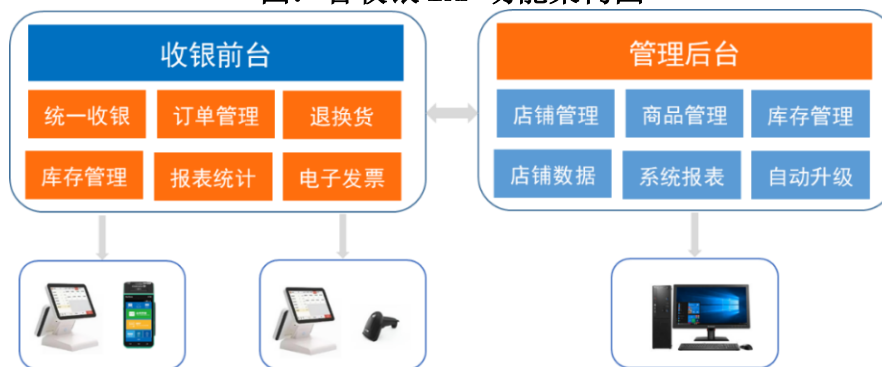 收银前台
管理后台
统一收银 订单管理 退换货
店铺管理 商品管理 库存管理
库存管理 报表统计 电子发票
店铺数据 系统报表 自动升级